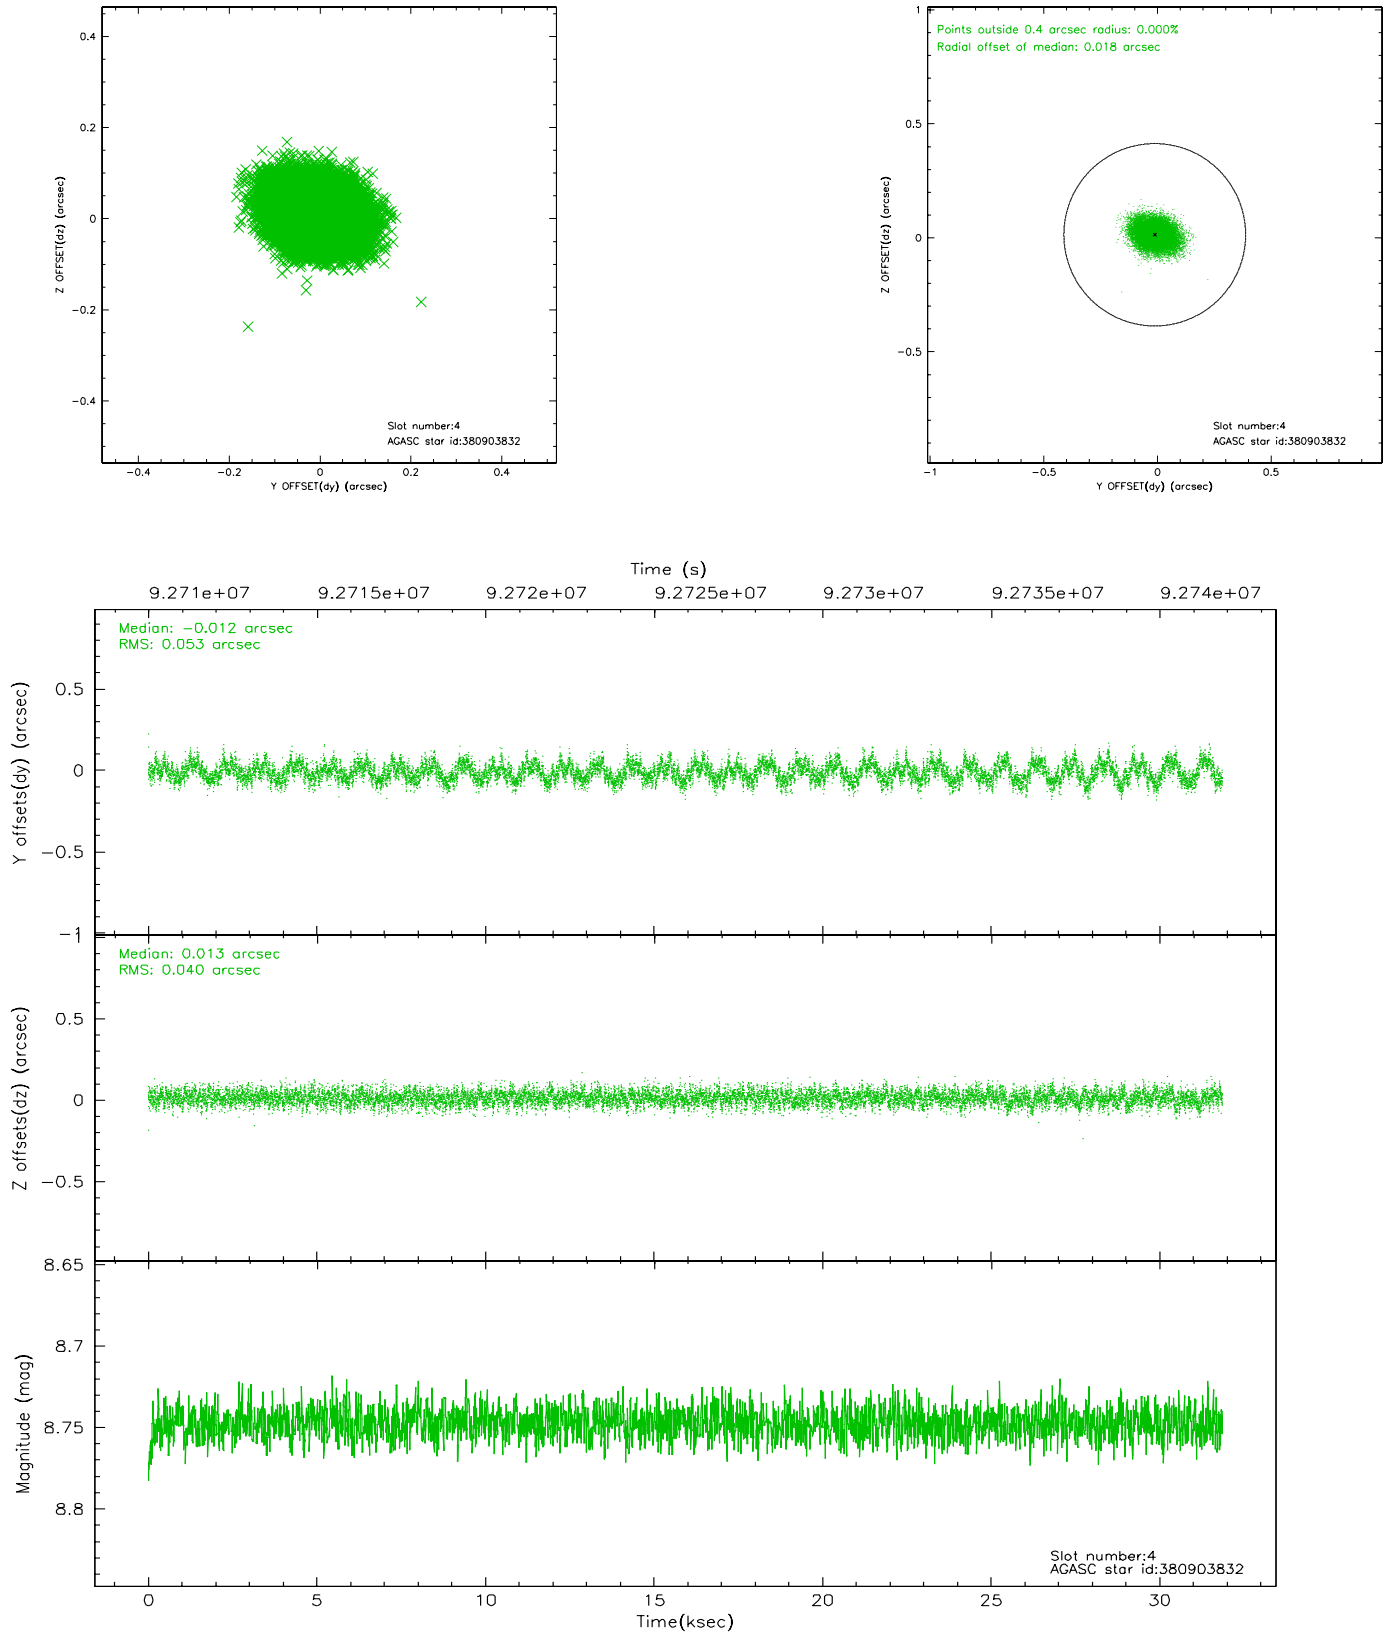 0.4
0.2
0
-0.2
-0.4
Z OFFSET(dz) (arcsec)
Slot number:4
AGASC star id:380903832
-0.4 -0.2 0 0.2 0.4
Y OFFSET(dy) (arcsec)
1
0.5
0
-0.5
Z OFFSET(dz) (arcsec)
Points outside 0.4 arcsec radius: 0.000%
Radial offset of median: 0.018 arcsec
Slot number:4
AGASC star id:380903832
-1 -0.5 0 0.5
Y OFFSET(dy) (arcsec)
Time (s)
9.271e+07 9.2715e+07 9.272e+07 9.2725e+07 9.273e+07 9.2735e+07 9.274e+07
Median: -0.012 arcsec
RMS: 0.053 arcsec
0.5
0
-0.5
-1
Y offsets(dy) (arcsec)
Median: 0.013 arcsec
RMS: 0.040 arcsec
1
0.5
0
-0.5
Z offsets(dz) (arcsec)
8.65
8.7
8.75
8.8
Magnitude (mag)
Slot number:4
AGASC star id:380903832
0 5 10 15 20 25 30
Time(ksec)